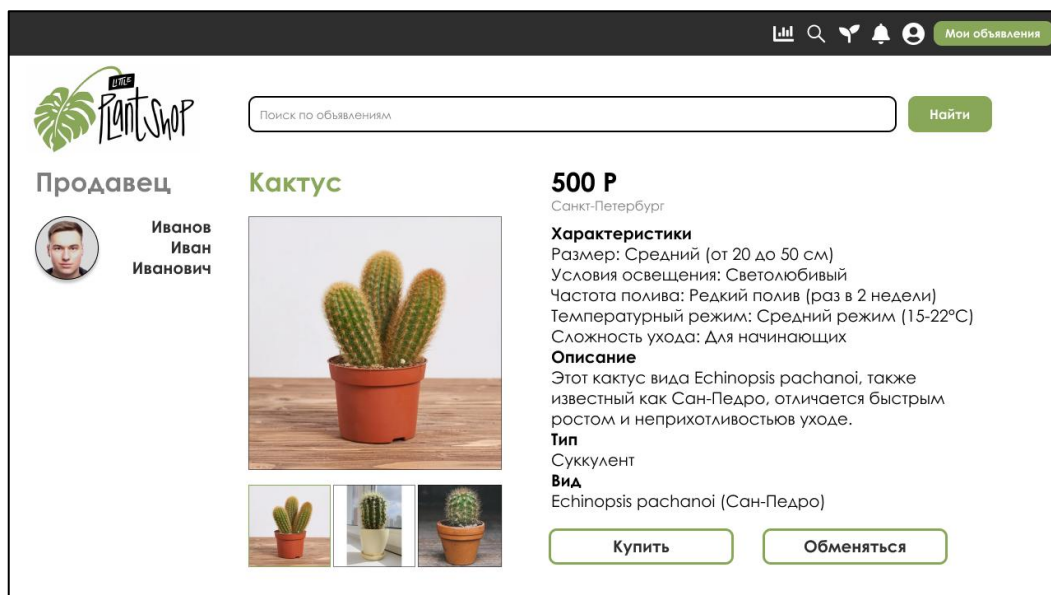 Мои объявления
LITTLE
Plant Shop
Поиск по объявлениям
Найти
Продавец
Иванов
Иван
Иванович
Кактус
500 Р
Санкт-Петербург
Характеристики
Размер: Средний (от 20 до 50 см)
Условия освещения: Светолюбивый
Частота полива: Редкий полив (раз в 2 недели)
Температурный режим: Средний режим (15-22°C)
Сложность ухода: Для начинающих
Описание
Этот кактус вида Echinopsis pachanoi, также
известный как Сан-Педро, отличается быстрым
ростом и неприхотливостьюв уходе.
Тип
Суккулент
Вид
Echinopsis pachanoi (Сан-Педро)
Купить
Обменяться